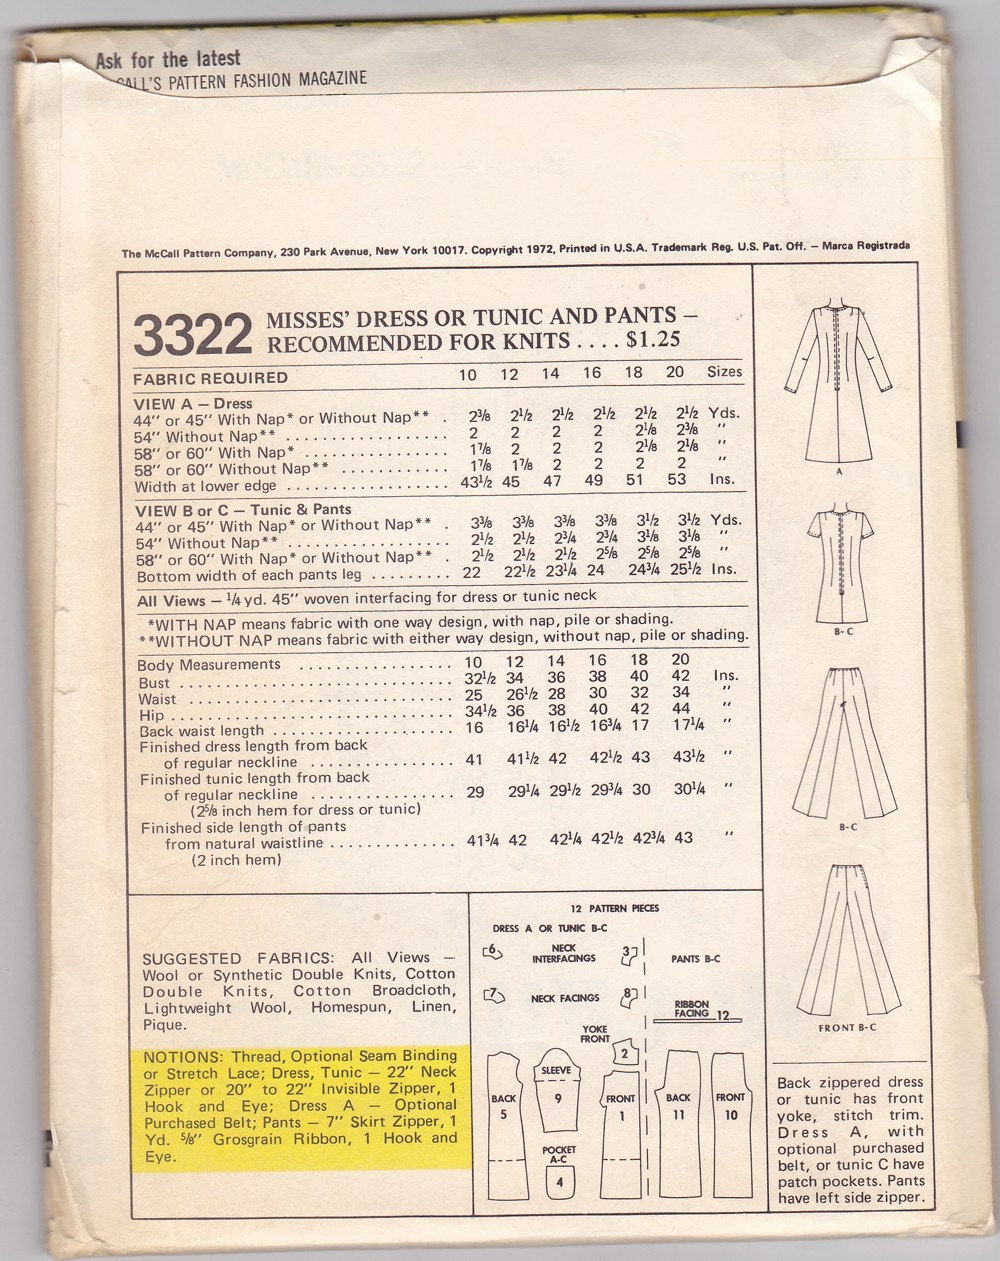 Ask for the latest
CALL'S PATTERN FASHION MAGAZINE
The McCall Pattern Company, 230 Park Avenue, New York 10017. Copyright 1972, Printed in U.S.A. Trademark Reg. U.S. Pat. Off. – Marca Registrada
3322 MISSES' DRESS OR TUNIC AND PANTS –
RECOMMENDED FOR KNITS .... $1.25
FABRIC REQUIRED 10 12 14 16 18 20 Sizes
VIEW A – Dress
44" or 45" With Nap* or Without Nap** . 2⅜ 2½ 2½ 2½ 2½ 2½ Yds.
54" Without Nap** .................. 2 2 2 2 2⅛ 2⅜ "
58" or 60" With Nap* ................ 1⅞ 2 2 2 2⅛ 2⅛ "
58" or 60" Without Nap** ............ 1⅞ 1⅞ 2 2 2 2 "
Width at lower edge .................. 43½ 45 47 49 51 53 Ins.
VIEW B or C – Tunic & Pants
44" or 45" With Nap* or Without Nap** . 3⅜ 3⅜ 3⅜ 3⅜ 3½ 3½ Yds.
54" Without Nap** .................. 2½ 2½ 2¾ 2¾ 3⅛ 3⅛ "
58" or 60" With Nap* or Without Nap** . 2½ 2½ 2½ 2⅝ 2⅝ 2⅝ "
Bottom width of each pants leg ......... 22 22½ 23¼ 24 24¾ 25½ Ins.
All Views – ¼ yd. 45" woven interfacing for dress or tunic neck
*WITH NAP means fabric with one way design, with nap, pile or shading.
**WITHOUT NAP means fabric with either way design, without nap, pile or shading.
Body Measurements ................. 10 12 14 16 18 20
Bust .............................. 32½ 34 36 38 40 42 Ins.
Waist ............................. 25 26½ 28 30 32 34 "
Hip ............................... 34½ 36 38 40 42 44 "
Back waist length .................... 16 16¼ 16½ 16¾ 17 17¼ "
Finished dress length from back
of regular neckline ................ 41 41½ 42 42½ 43 43½ "
Finished tunic length from back
of regular neckline ................ 29 29¼ 29½ 29¾ 30 30¼ "
(2⅝ inch hem for dress or tunic)
Finished side length of pants
from natural waistline .............. 41¾ 42 42¼ 42½ 42¾ 43 "
(2 inch hem)
SUGGESTED FABRICS: All Views –
Wool or Synthetic Double Knits, Cotton
Double Knits, Cotton Broadcloth,
Lightweight Wool, Homespun, Linen,
Pique.
NOTIONS: Thread, Optional Seam Binding
or Stretch Lace; Dress, Tunic – 22" Neck
Zipper or 20" to 22" Invisible Zipper, 1
Hook and Eye; Dress A – Optional
Purchased Belt; Pants – 7" Skirt Zipper, 1
Yd. ⅝" Grosgrain Ribbon, 1 Hook and
Eye.
12 PATTERN PIECES
DRESS A OR TUNIC B-C
6 NECK
INTERFACINGS 3
PANTS B-C
7 NECK FACINGS 8
RIBBON
FACING 12
YOKE
FRONT 2
BACK
5
SLEEVE
9
FRONT
1
BACK
11
FRONT
10
POCKET
A-C
4
A
B-C
B-C
FRONT B-C
Back zippered dress
or tunic has front
yoke, stitch trim.
Dress A, with
optional purchased
belt, or tunic C have
patch pockets. Pants
have left side zipper.